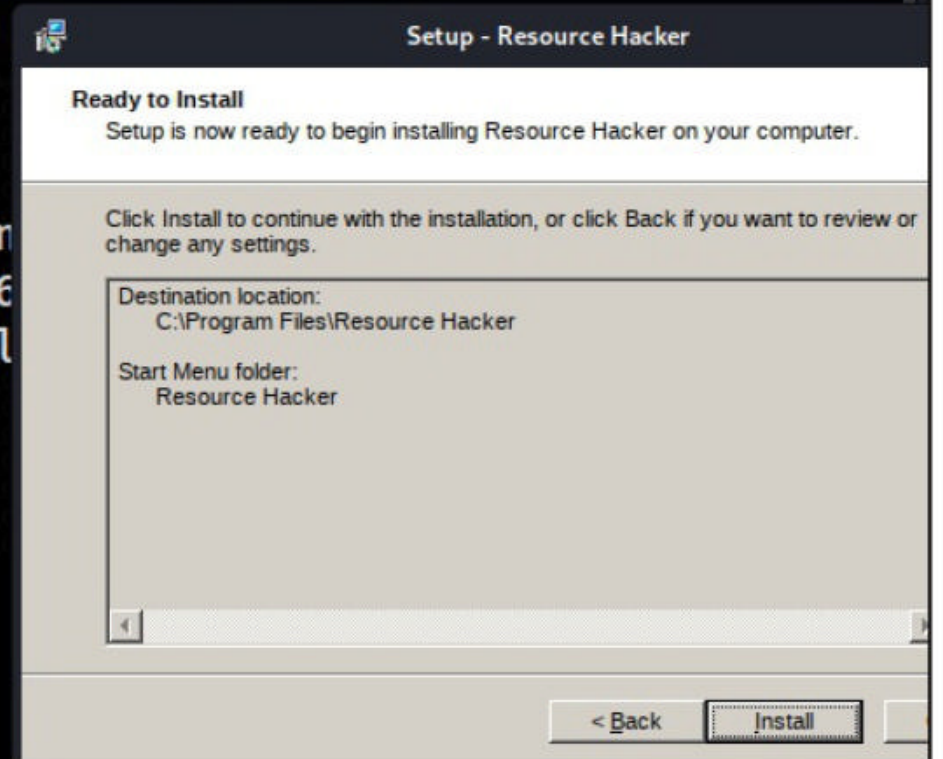 Setup - Resource Hacker
Ready to Install
Setup is now ready to begin installing Resource Hacker on your computer.
Click Install to continue with the installation, or click Back if you want to review or
change any settings.
Destination location:
C:\Program Files\Resource Hacker
Start Menu folder:
Resource Hacker
< Back
Install